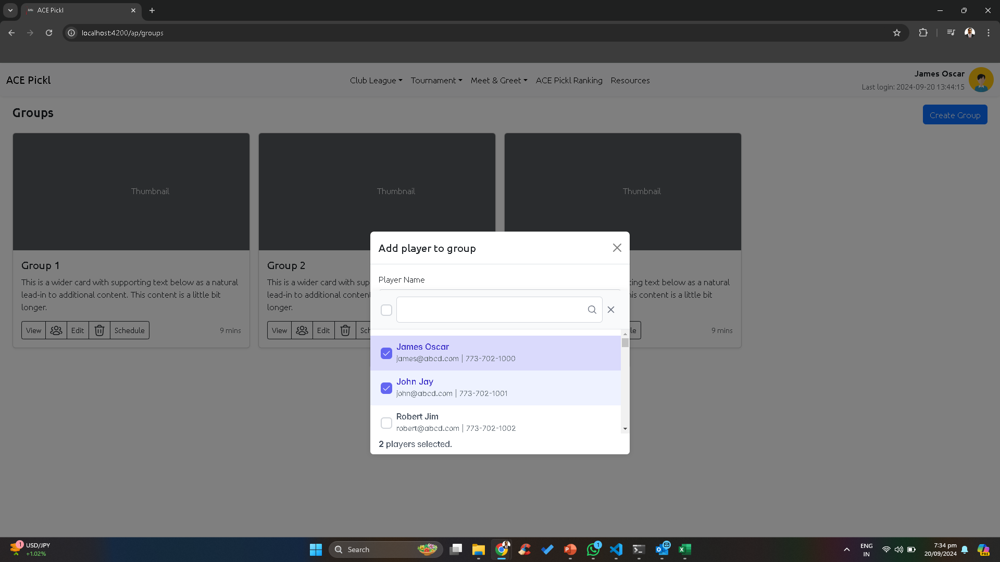 ACE Pickl
localhost:4200/ap/groups
ACE Pickl
Club League
Tournament
Meet & Greet
ACE Pickl Ranking
Resources
James Oscar
Last login: 2024-09-20 13:44:15
Groups
Create Group
Thumbnail
Thumbnail
Thumbnail
Group 1
This is a wider card with supporting text below as a natural
lead-in to additional content. This content is a little bit
longer.
View
Edit
Schedule
9 mins
Group 2
This is a wider card with sup
lead-in to additional conten
longer.
View
Edit
Sch
ing text below as a natural
his content is a little bit
le
9 mins
Add player to group
Player Name
James Oscar
james@abcd.com | 773-702-1000
John Jay
john@abcd.com | 773-702-1001
Robert Jim
robert@abcd.com | 773-702-1002
2 players selected.
1
USD/JPY
+1.02%
Search
1
ENG
IN
7:34 pm
20/09/2024
PRE